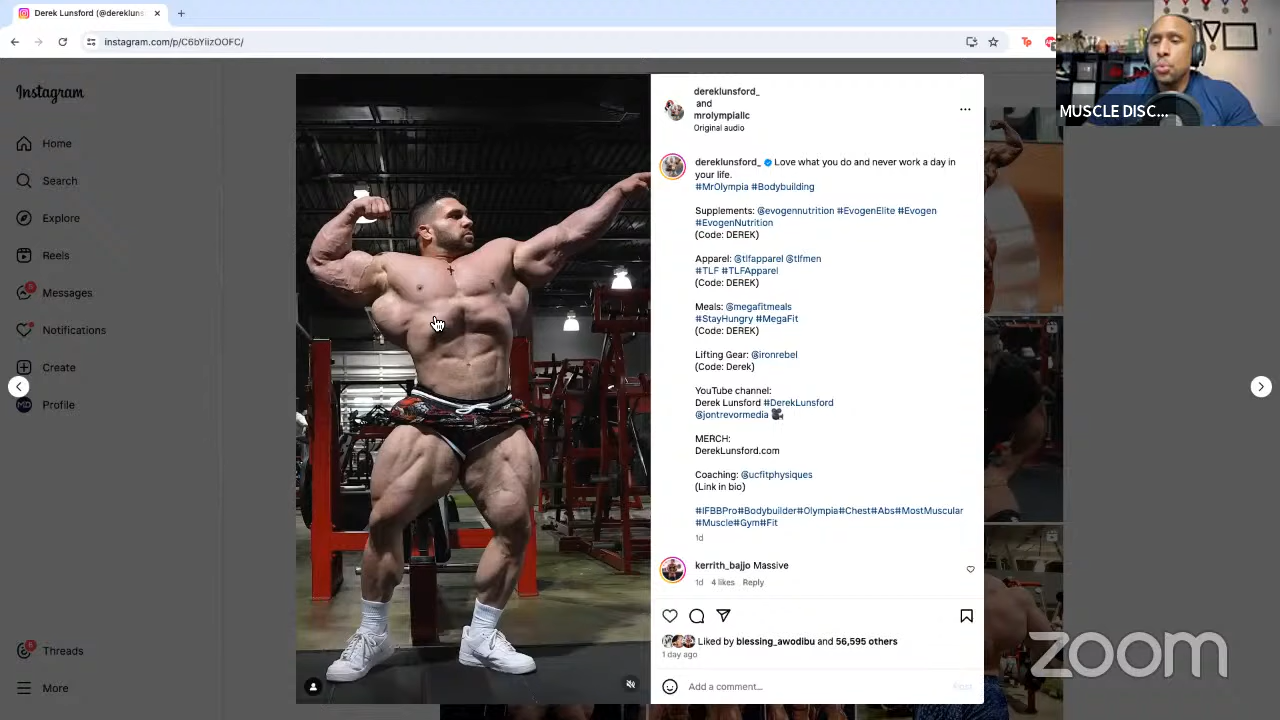 Derek Lunsford (@derekluns
instagram.com/p/C6bYiizOOFC/
MUSCLE DISC...
Instagram
Home
Search
Explore
Reels
Messages
Notifications
Create
Profile
Threads
More
dereklunsford_
and
mrolympiallc
Original audio
dereklunsford_ Love what you do and never work a day in
your life.
#MrOlympia #Bodybuilding
Supplements: @evogennutrition #EvogenElite #Evogen
#EvogenNutrition
(Code: DEREK)
Apparel: @tlfapparel @tlfmen
#TLF #TLFApparel
(Code: DEREK)
Meals: @megafitmeals
#StayHungry #MegaFit
(Code: DEREK)
Lifting Gear: @ironrebel
(Code: Derek)
YouTube channel:
Derek Lunsford #DerekLunsford
@jontrevormedia
MERCH:
DerekLunsford.com
Coaching: @ucfitphysiques
(Link in bio)
#IFBBPro#Bodybuilder#Olympia#Chest#Abs#MostMuscular
#Muscle#Gym#Fit
1d
kerrith_bajjo Massive
1d 4 likes Reply
Liked by blessing_awodibu and 56,595 others
1 day ago
Add a comment...
Post
zoom